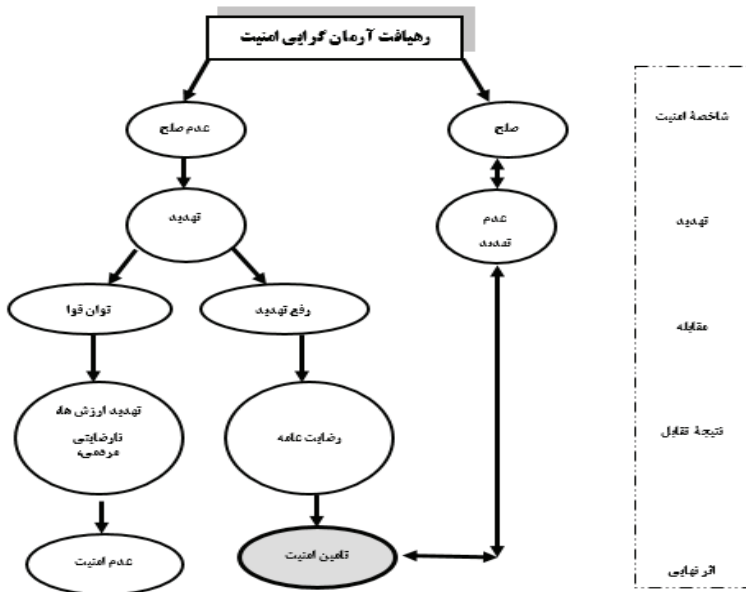 رهیافت آرمان گرایی امنیت
شاخصهٔ امنیت
صلح
عدم صلح
تهدید
عدم
تهدید
تهدید
مقابله
رفع تهدید
توان قوا
نتیجهٔ تقابل
رضایت عامه
تهدید ارزش ها،
نارضایتی
مردمی،
اثر نهایی
تامین امنیت
عدم امنیت